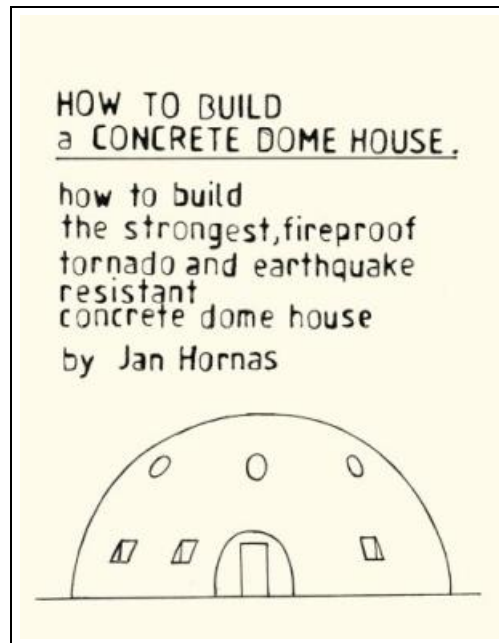 HOW TO BUILD
a CONCRETE DOME HOUSE.
how to build
the strongest,fireproof
tornado and earthquake
resistant
concrete dome house
by Jan Hornas